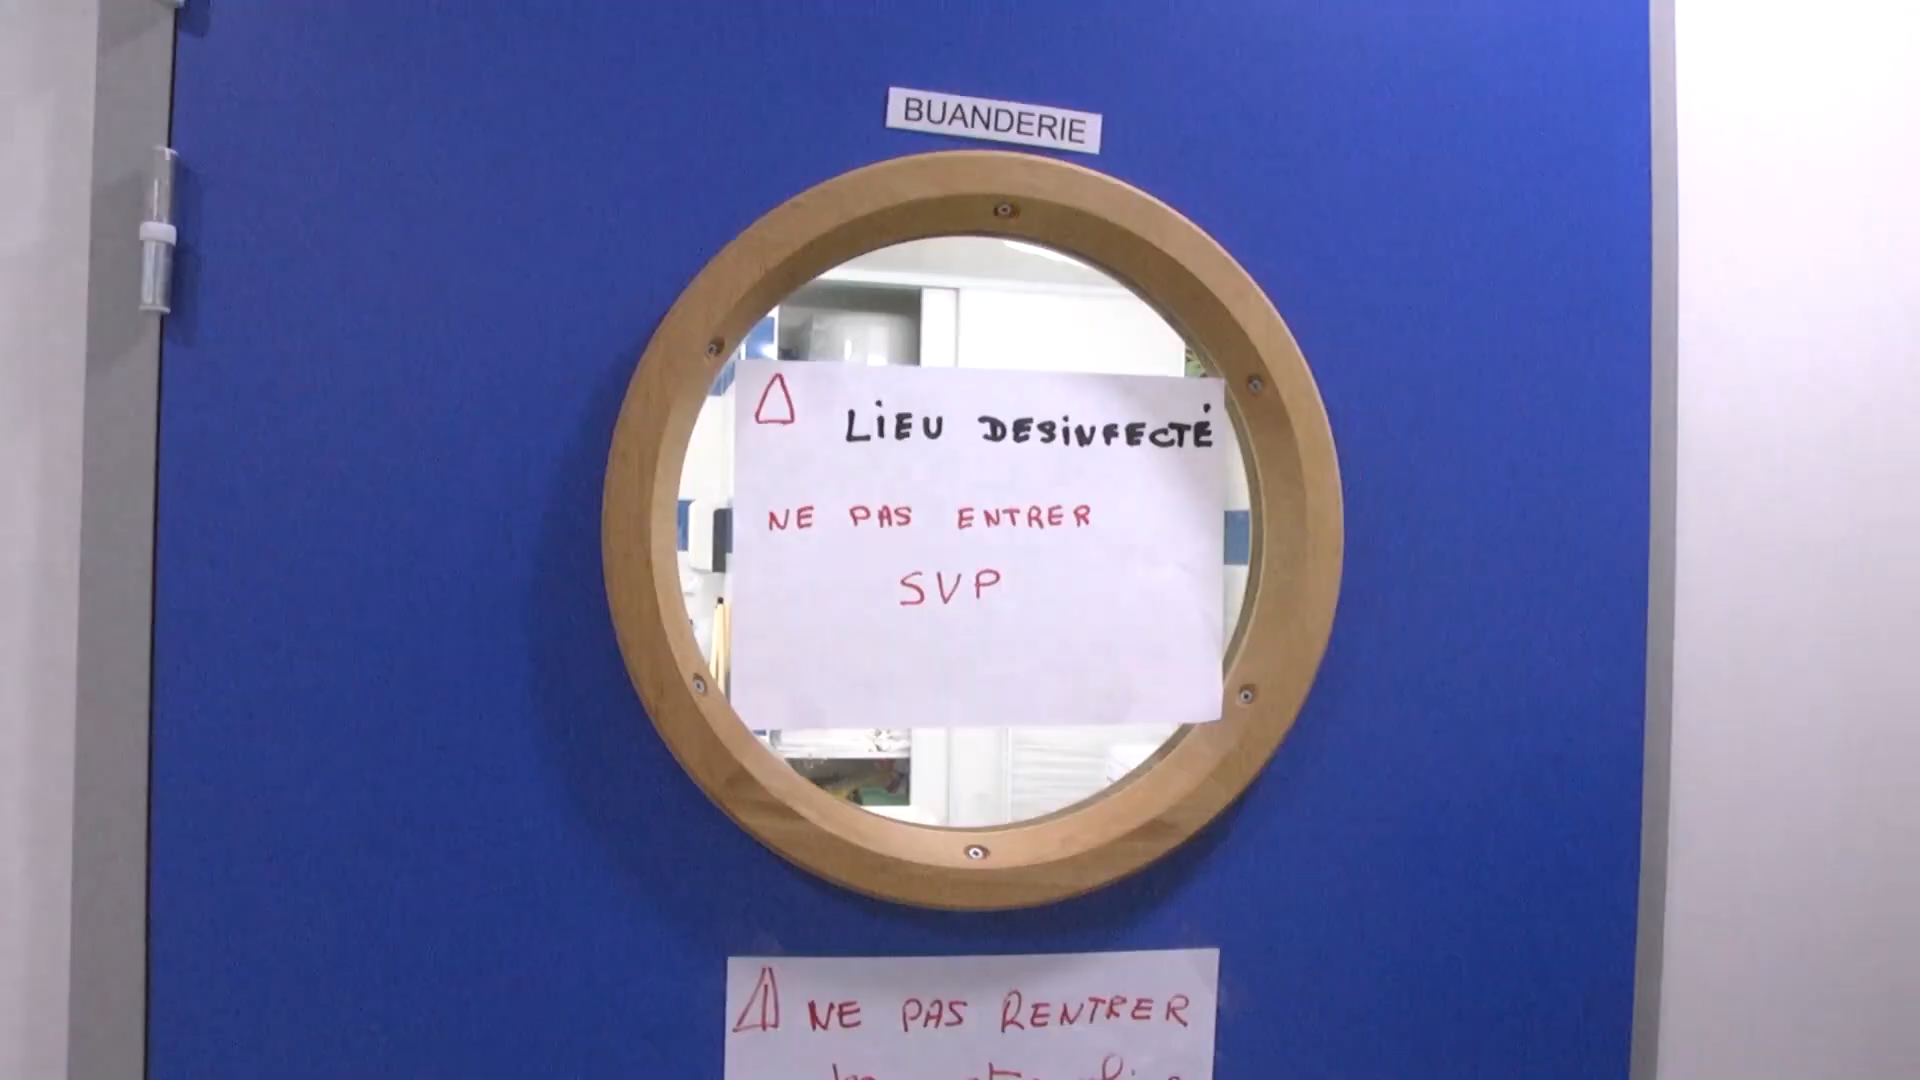 BUANDERIE
LIEU DESINFECTÉ
NE PAS ENTRER
SVP
NE PAS RENTRER